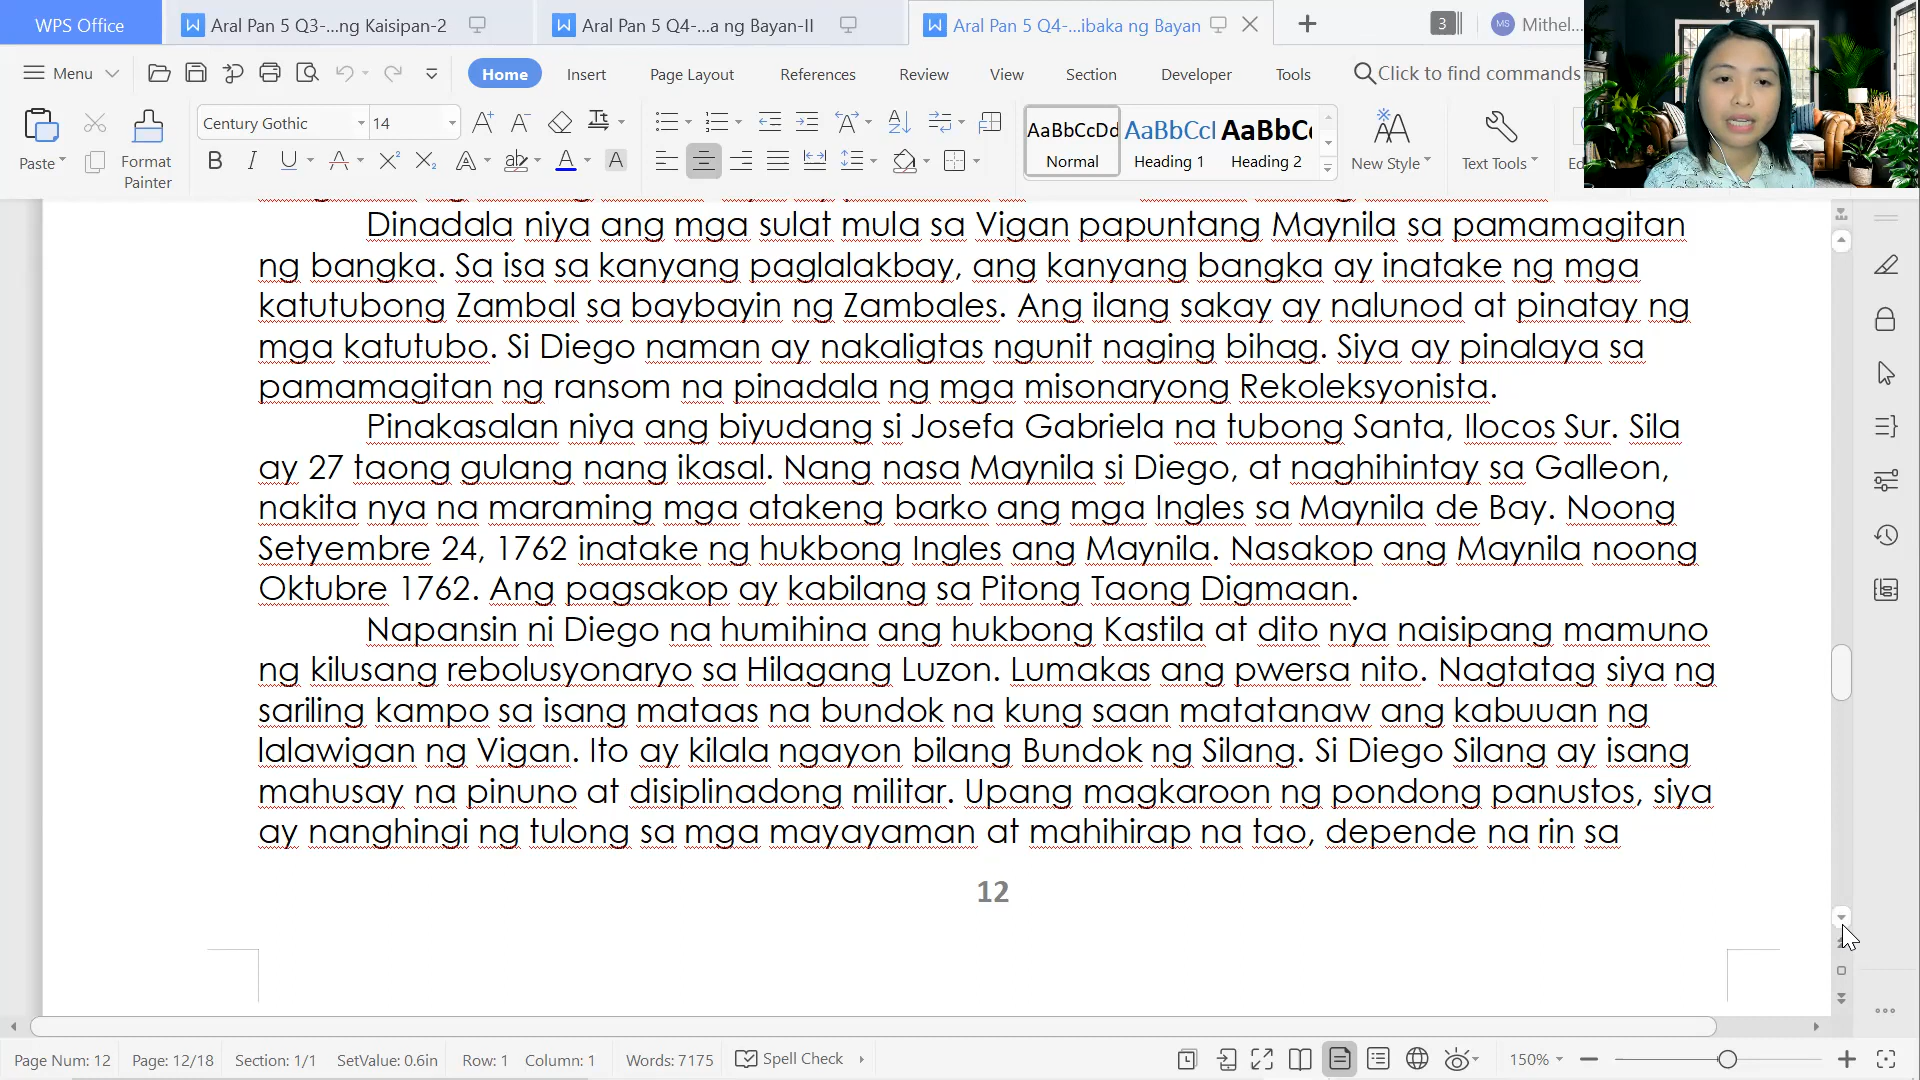 WPS Office
Aral Pan 5 Q3-...ng Kaisipan-2
Aral Pan 5 Q4-...a ng Bayan-II
Aral Pan 5 Q4-...ibaka ng Bayan
3
MS
Mithel...
Menu
Home
Insert
Page Layout
References
Review
View
Section
Developer
Tools
Click to find commands
Paste
Format
Painter
Century Gothic
14
AaBbCcDd
AaBbCcl
AaBbC
Normal
Heading 1
Heading 2
New Style
Text Tools
Dinadala niya ang mga sulat mula sa Vigan papuntang Maynila sa pamamagitan
ng bangka. Sa isa sa kanyang paglalakbay, ang kanyang bangka ay inatake ng mga
katutubong Zambal sa baybayin ng Zambales. Ang ilang sakay ay nalunod at pinatay ng
mga katutubo. Si Diego naman ay nakaligtas ngunit naging bihag. Siya ay pinalaya sa
pamamagitan ng ransom na pinadala ng mga misonaryong Rekoleksyonista.
Pinakasalan niya ang biyudang si Josefa Gabriela na tubong Santa, Ilocos Sur. Sila
ay 27 taong gulang nang ikasal. Nang nasa Maynila si Diego, at naghihintay sa Galleon,
nakita nya na maraming mga atakeng barko ang mga Ingles sa Maynila de Bay. Noong
Setyembre 24, 1762 inatake ng hukbong Ingles ang Maynila. Nasakop ang Maynila noong
Oktubre 1762. Ang pagsakop ay kabilang sa Pitong Taong Digmaan.
Napansin ni Diego na humihina ang hukbong Kastila at dito nya naisipang mamuno
ng kilusang rebolusyonaryo sa Hilagang Luzon. Lumakas ang pwersa nito. Nagtatag siya ng
sariling kampo sa isang mataas na bundok na kung saan matatanaw ang kabuuan ng
lalawigan ng Vigan. Ito ay kilala ngayon bilang Bundok ng Silang. Si Diego Silang ay isang
mahusay na pinuno at disiplinadong militar. Upang magkaroon ng pondong panustos, siya
ay nanghingi ng tulong sa mga mayayaman at mahihirap na tao, depende na rin sa
12
Page Num: 12
Page: 12/18
Section: 1/1
SetValue: 0.6in
Row: 1
Column: 1
Words: 7175
Spell Check
150%